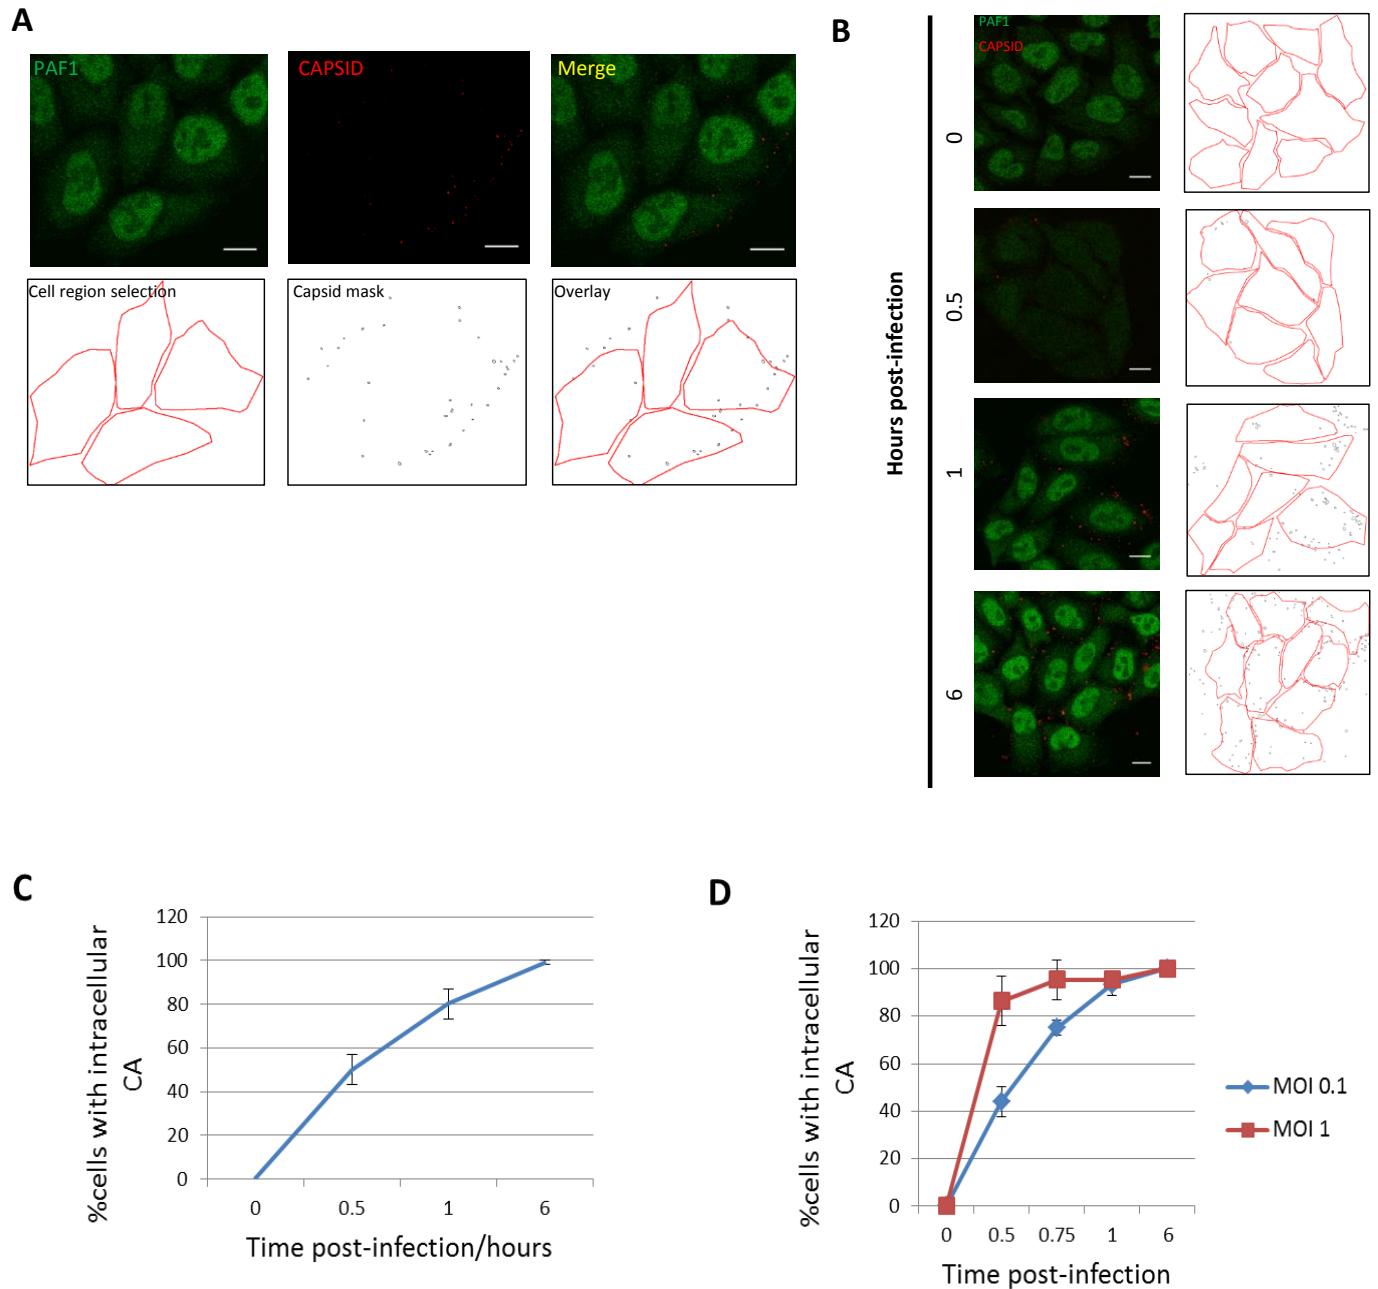 A
PAF1
CAPSID
Merge
Cell region selection
Capsid mask
Overlay
B
PAF1
CAPSID
Hours post-infection
0
0.5
1
6
C
%cells with intracellular
CA
120
100
80
60
40
20
0
0 0.5 1 6
Time post-infection/hours
D
%cells with intracellular
CA
120
100
80
60
40
20
0
0 0.5 0.75 1 6
Time post-infection
MOI 0.1
MOI 1